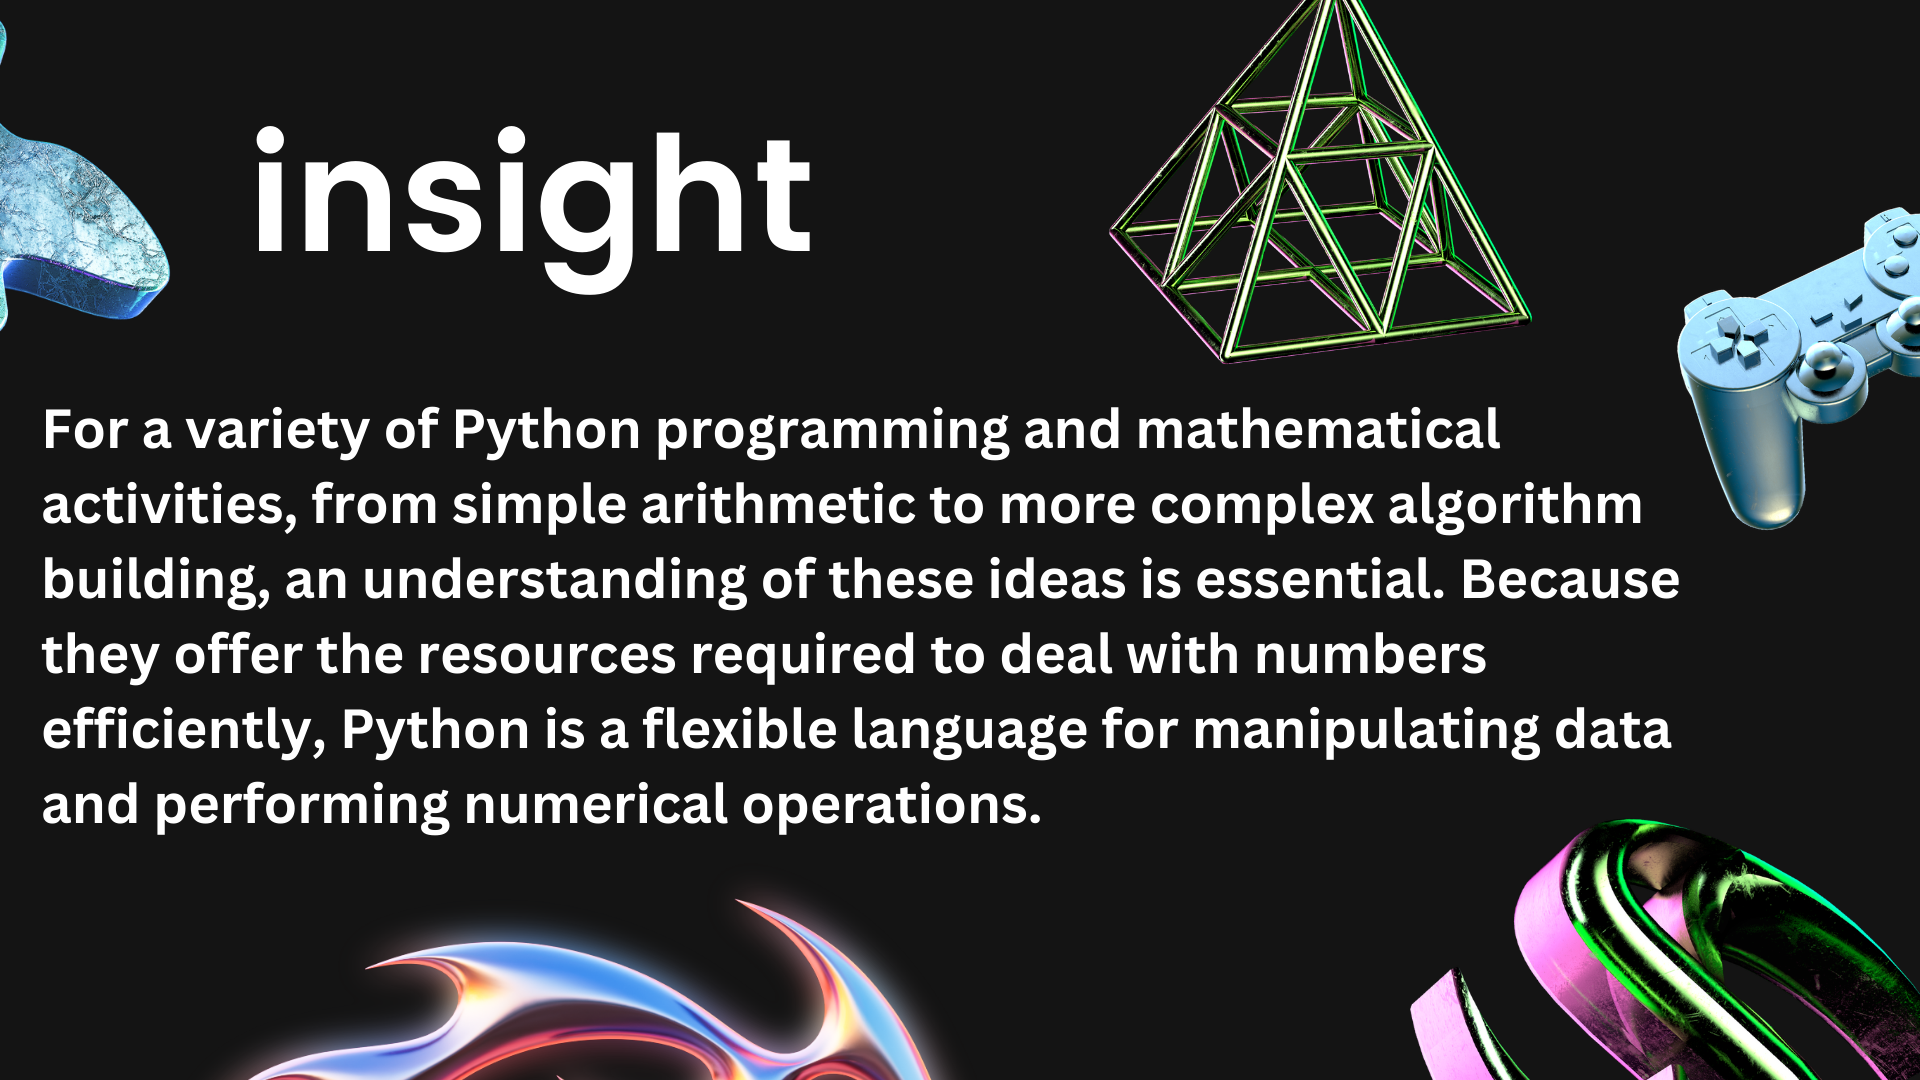 insight
For a variety of Python programming and mathematical
activities, from simple arithmetic to more complex algorithm
building, an understanding of these ideas is essential. Because
they offer the resources required to deal with numbers
efficiently, Python is a flexible language for manipulating data
and performing numerical operations.